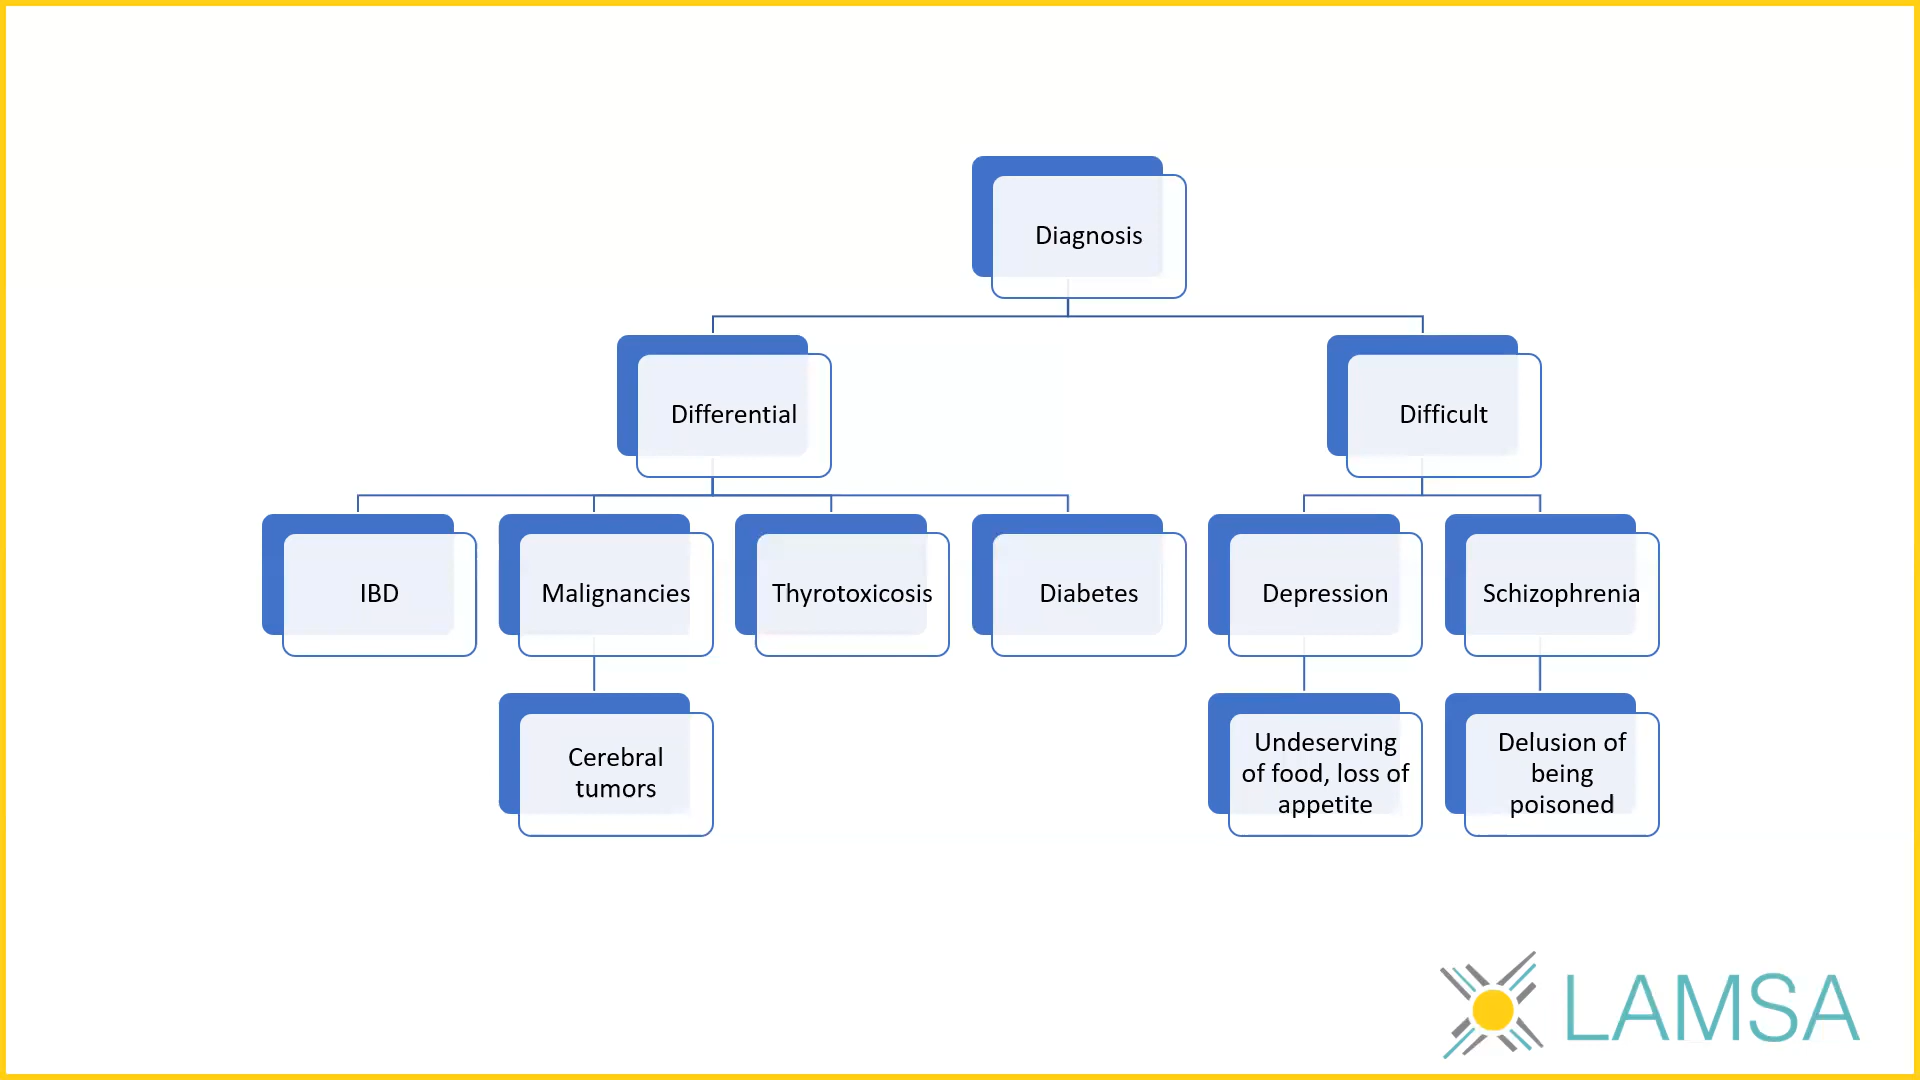 Diagnosis
Differential
Difficult
IBD
Malignancies
Thyrotoxicosis
Diabetes
Depression
Schizophrenia
Cerebral
tumors
Undeserving
of food, loss of
appetite
Delusion of
being
poisoned
LAMSA